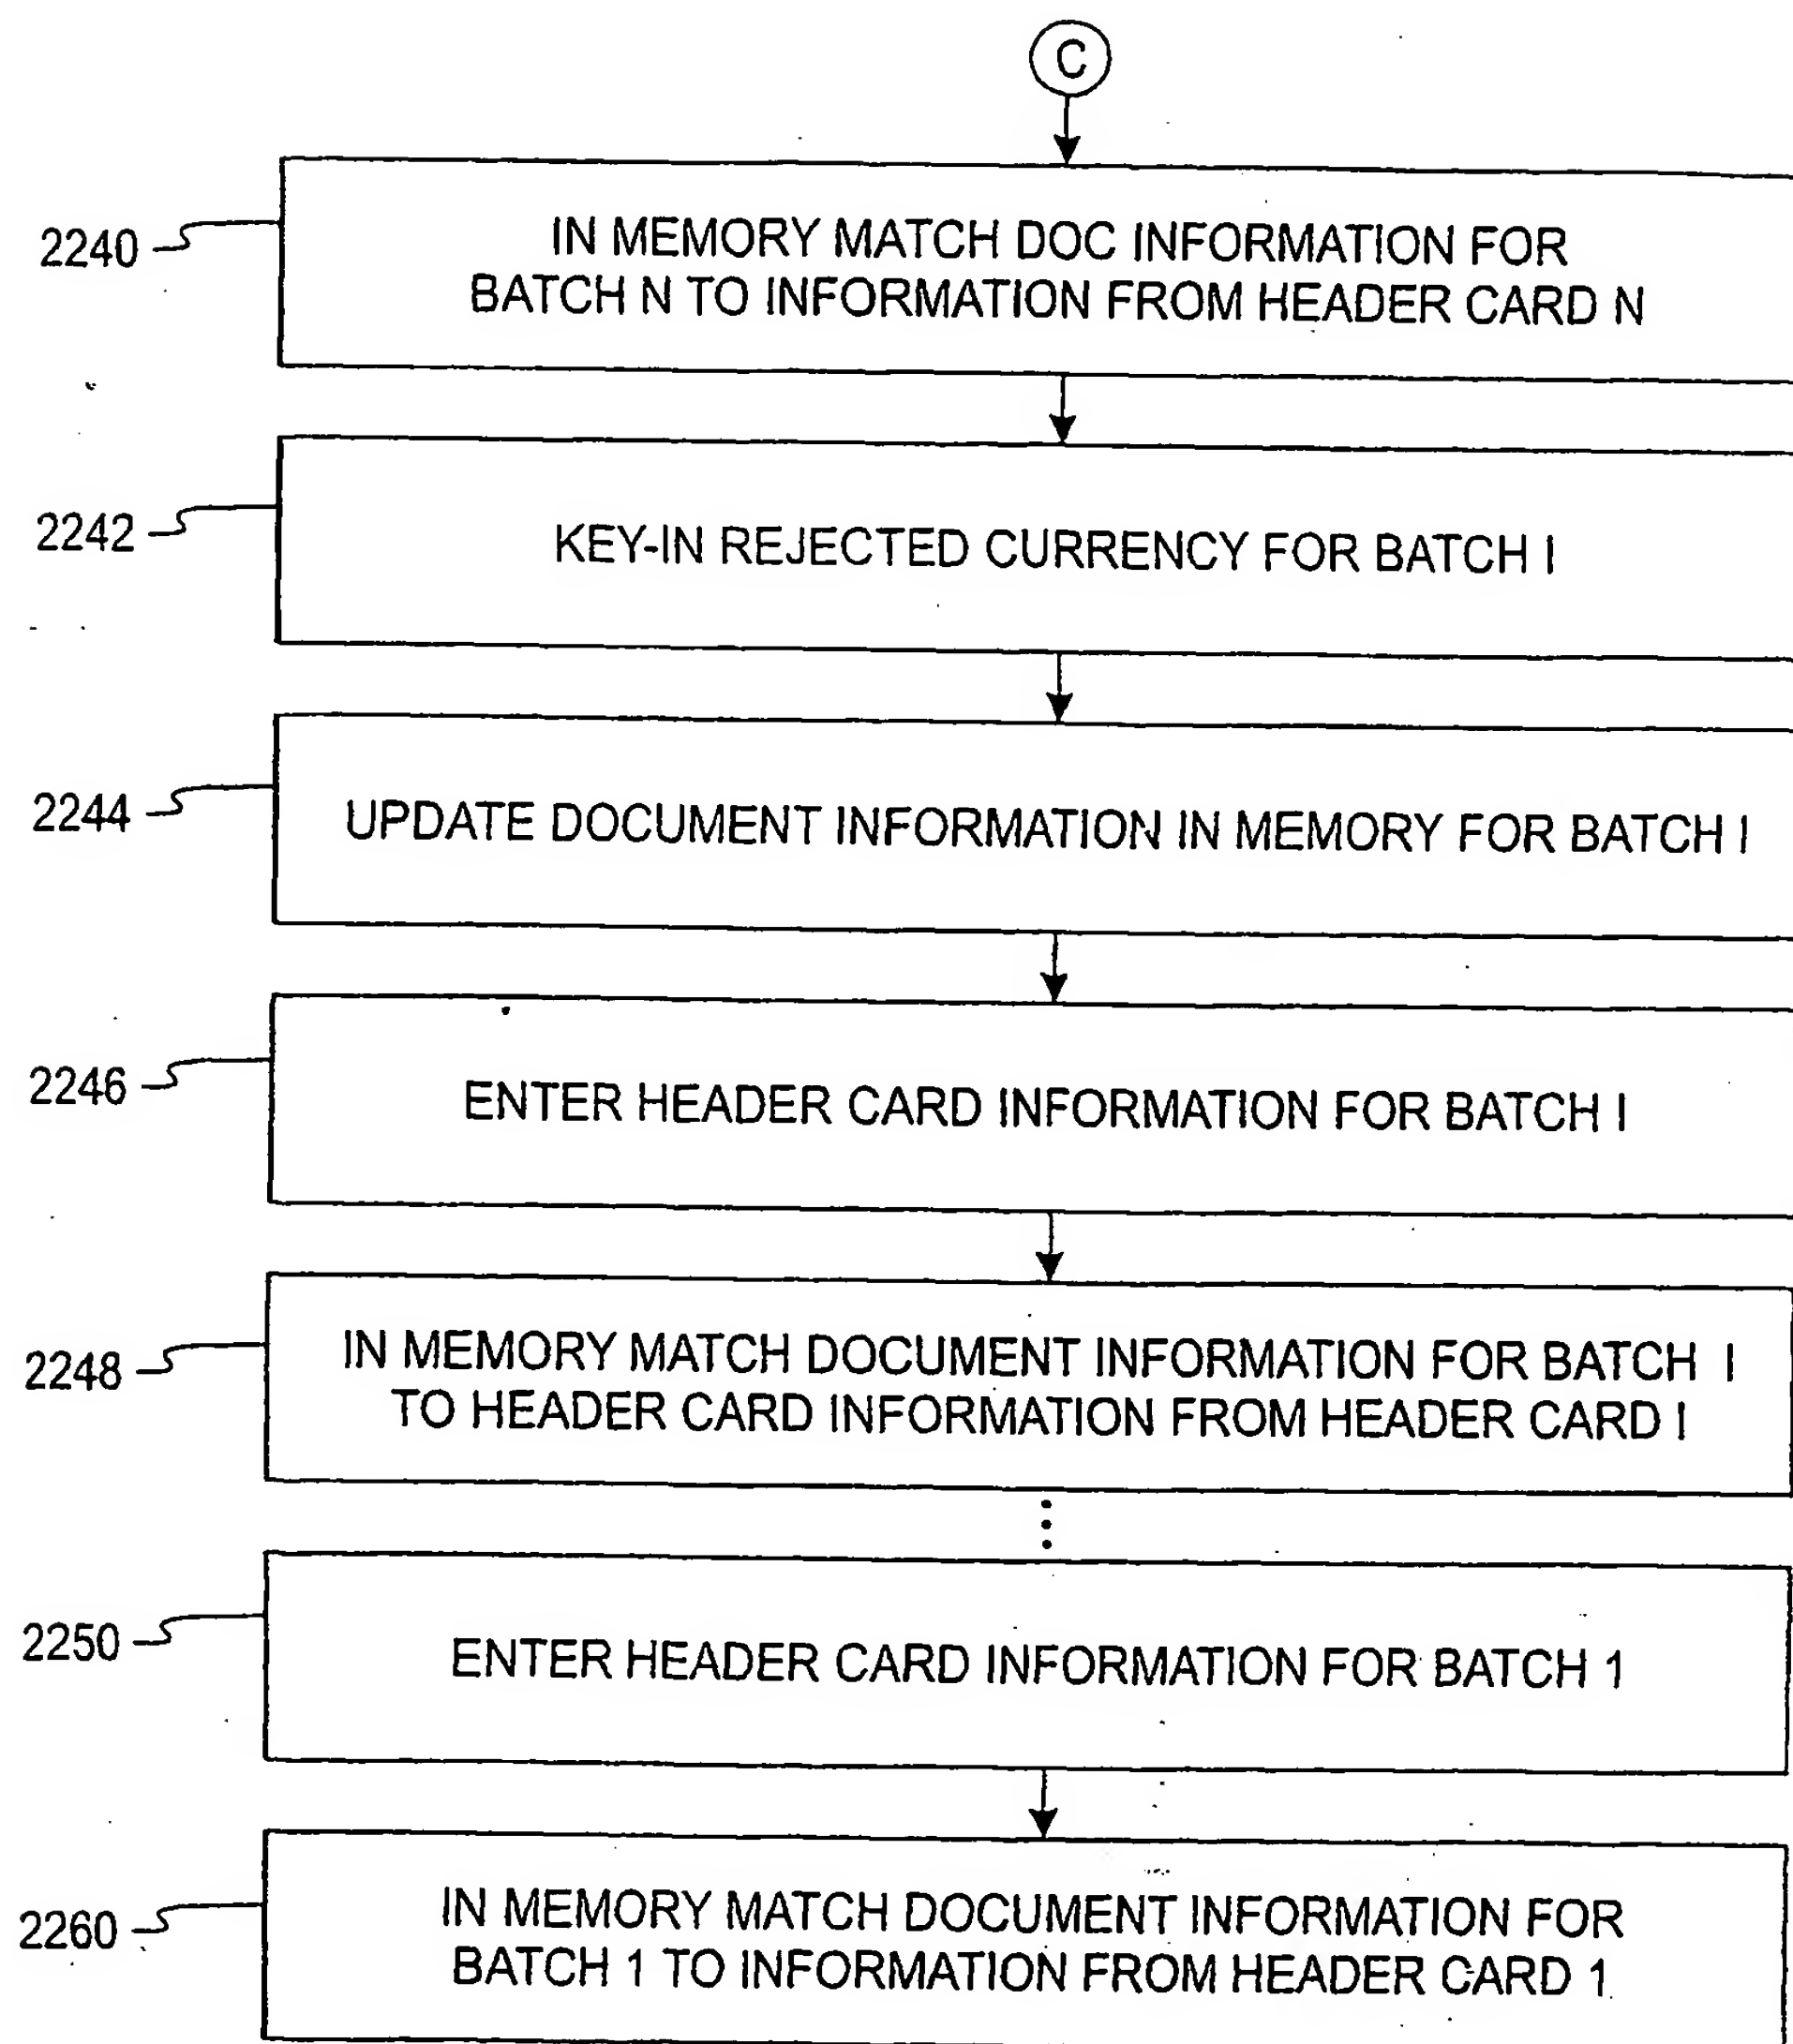 C
2240
IN MEMORY MATCH DOC INFORMATION FOR
BATCH N TO INFORMATION FROM HEADER CARD N
2242
KEY-IN REJECTED CURRENCY FOR BATCH I
2244
UPDATE DOCUMENT INFORMATION IN MEMORY FOR BATCH I
2246
ENTER HEADER CARD INFORMATION FOR BATCH I
2248
IN MEMORY MATCH DOCUMENT INFORMATION FOR BATCH I
TO HEADER CARD INFORMATION FROM HEADER CARD I
2250
ENTER HEADER CARD INFORMATION FOR BATCH 1
2260
IN MEMORY MATCH DOCUMENT INFORMATION FOR
BATCH 1 TO INFORMATION FROM HEADER CARD 1